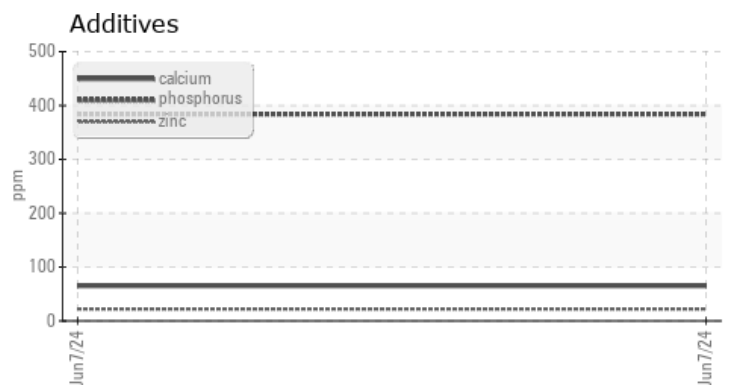 Additives
500
calcium
phosphorus
zinc
400
300
200
100
0
ppm
Jun7/24
Jun7/24